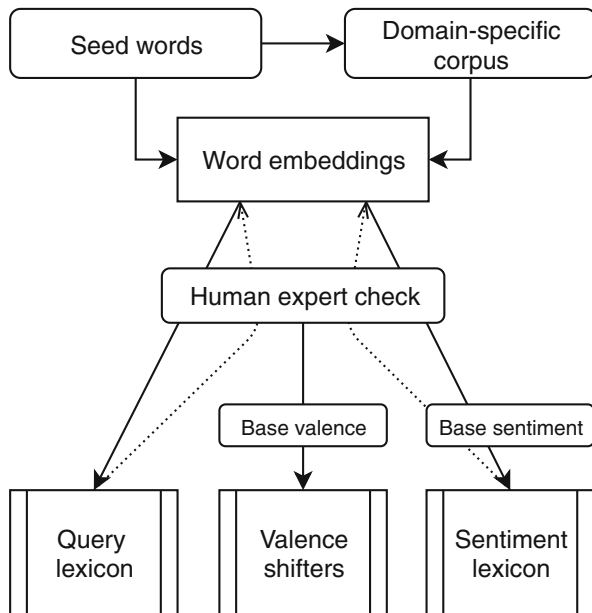 Seed words
Domain-specific
corpus
Word embeddings
Human expert check
Base valence
Base sentiment
Query
lexicon
Valence
shifters
Sentiment
lexicon